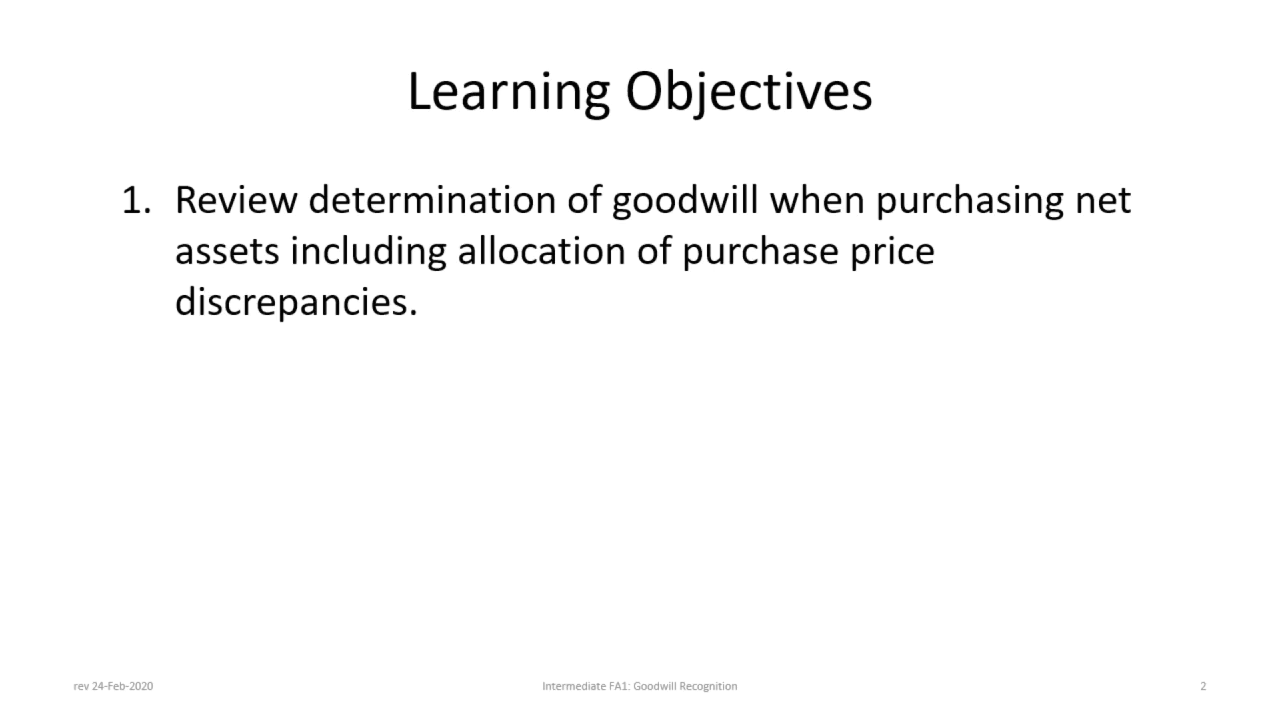 Learning Objectives
1. Review determination of goodwill when purchasing net
assets including allocation of purchase price
discrepancies.
rev 24-Feb-2020
Intermediate FA1: Goodwill Recognition
2